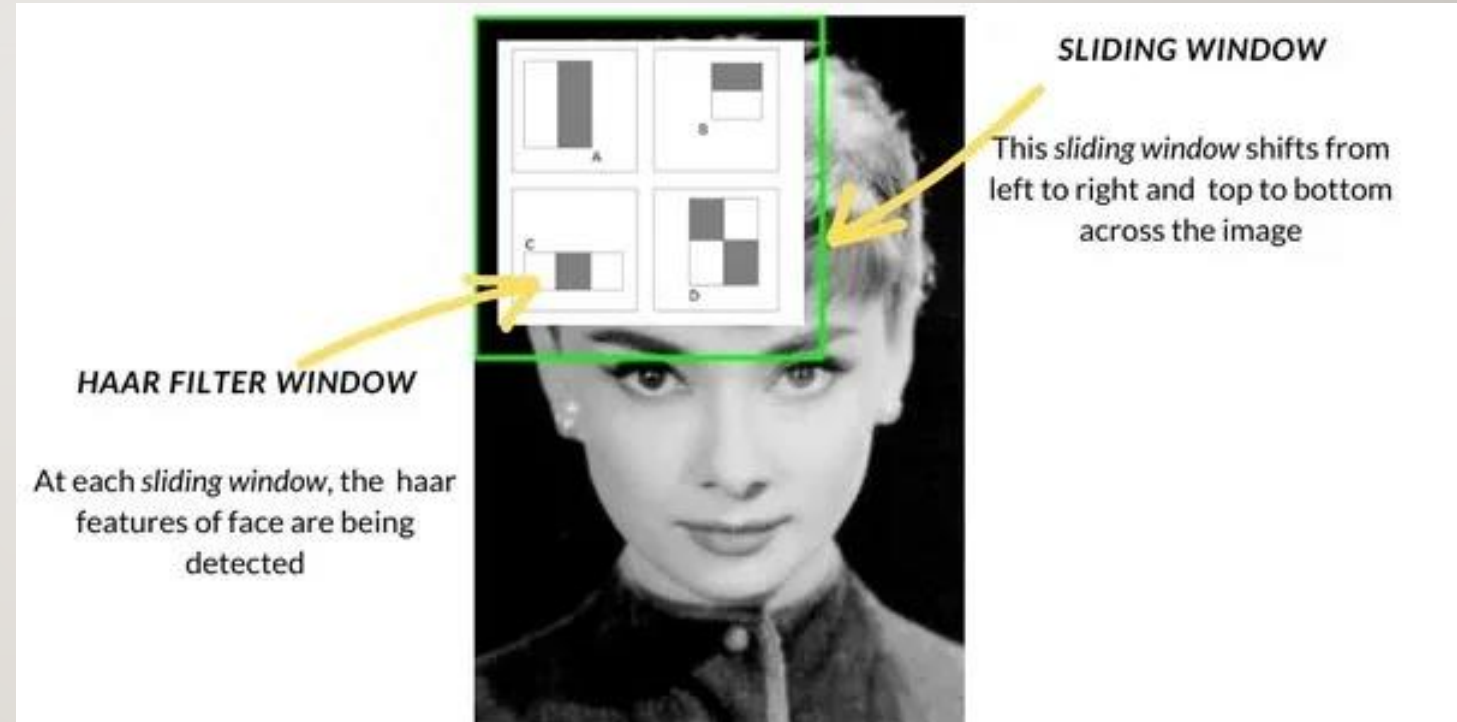 SLIDING WINDOW
This sliding window shifts from
left to right and top to bottom
across the image
A
B
C
D
HAAR FILTER WINDOW
At each sliding window, the haar
features of face are being
detected